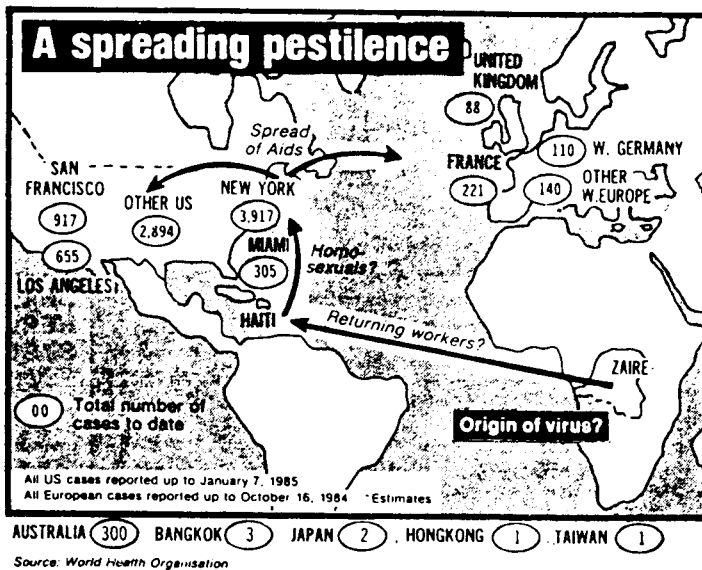 A spreading pestilence
UNITED
KINGDOM
88
Spread
of Aids
110 W. GERMANY
FRANCE
221
140
OTHER
W.EUROPE
SAN
FRANCISCO
917
655
LOS ANGELES
OTHER US
2,894
NEW YORK
3,917
MIAMI
305
Homo-
sexuals?
HAITI
Returning workers?
ZAIRE
Origin of virus?
00 Total number of
cases to date
All US cases reported up to January 7, 1985
All European cases reported up to October 16, 1984 *Estimates
AUSTRALIA 300 BANGKOK 3 JAPAN 2 . HONGKONG 1 . TAIWAN 1
Source: World Health Organisation